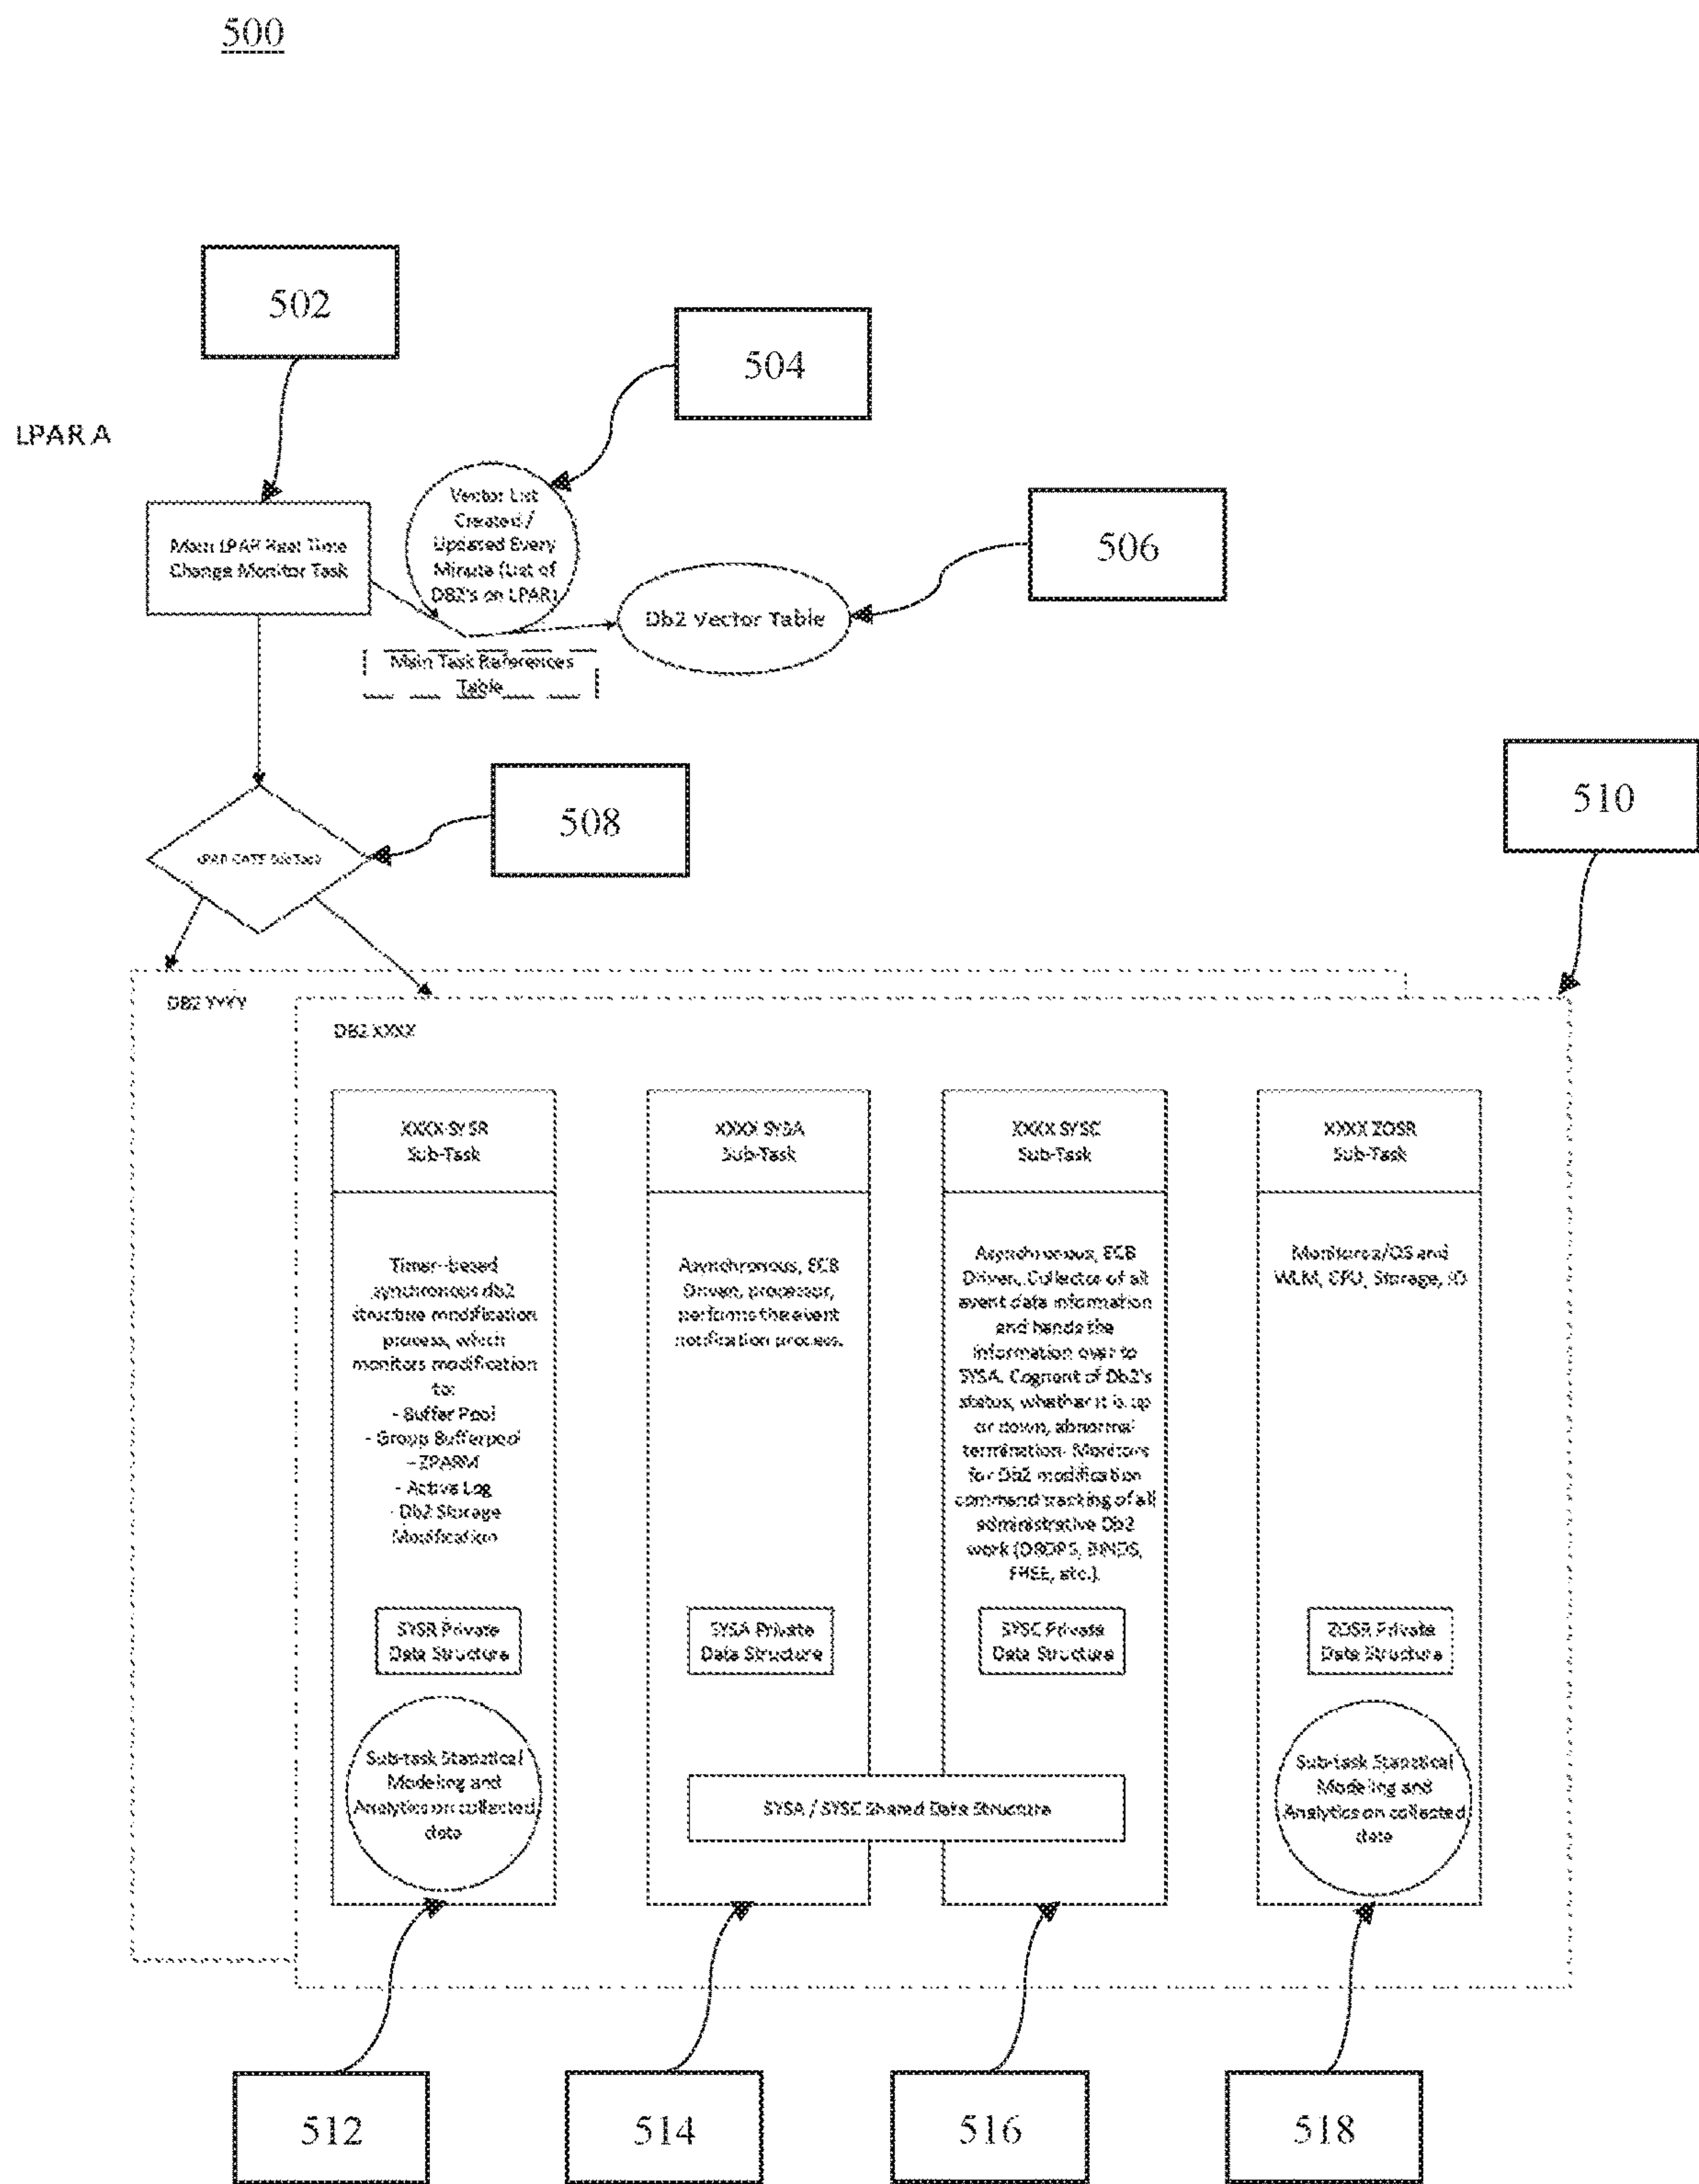 500
502
504
LPAR A
Vector List
Created /
Updated Every
Minute (List of
DB2's on LPAR)
506
Main LPAR Real Time
Change Monitor Task
Db2 Vector Table
Main Task References
Table
508
510
LPAR GATE SubTask
DB2 YYYY
DB2 XXXX
XXXX SYSR
Sub-Task
Timer-based
synchronous db2
structure modification
process, which
monitors modification
to:
- Buffer Pool
- Group Bufferpool
- ZPARM
- Active Log
- Db2 Storage
Modification
SYSR Private
Data Structure
Sub-task Statistical
Modeling and
Analytics on collected
data
XXXX SYSA
Sub-Task
Asynchronous, ECB
Driven, processor,
performs the event
notification process.
SYSA Private
Data Structure
XXXX SYSC
Sub-Task
Asynchronous, ECB
Driven, Collector of all
event data information
and hands the
information over to
SYSA. Cognent of Db2's
status, whether it is up
or down, abnormal
termination. Monitors
for Db2 modification
command tracking of all
administrative Db2
work (DBOPS, BINDS,
FREE, etc.).
SYSC Private
Data Structure
SYSA / SYSC Shared Data Structure
XXXX ZOSR
Sub-Task
Monitors z/OS and
WLM, CPU, Storage, IO
ZOSR Private
Data Structure
Sub-task Statistical
Modeling and
Analytics on collected
data
512
514
516
518